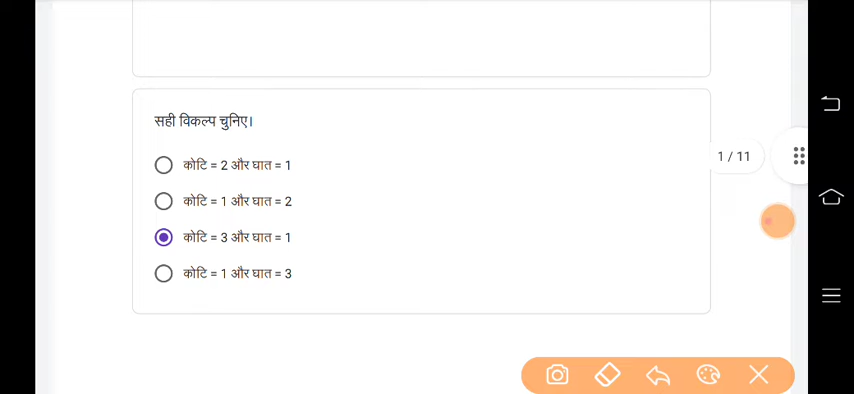 सही विकल्प चुनिए।
कोटि = 2 और घात = 1
कोटि = 1 और घात = 2
कोटि = 3 और घात = 1
कोटि = 1 और घात = 3
1 / 11